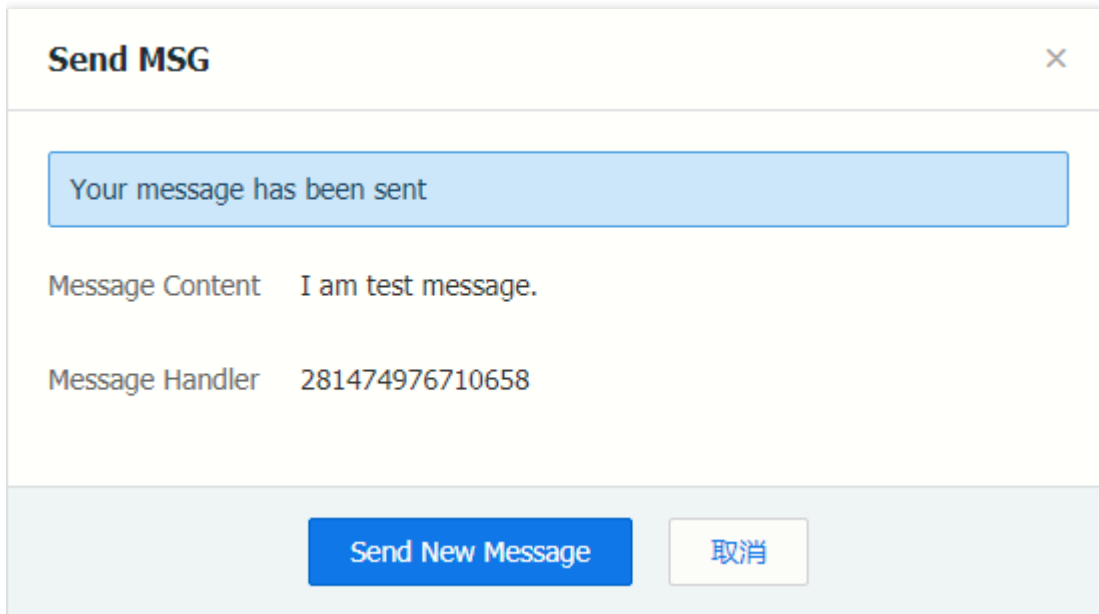 Send MSG
Your message has been sent
Message Content I am test message.
Message Handler 281474976710658
Send New Message 取消